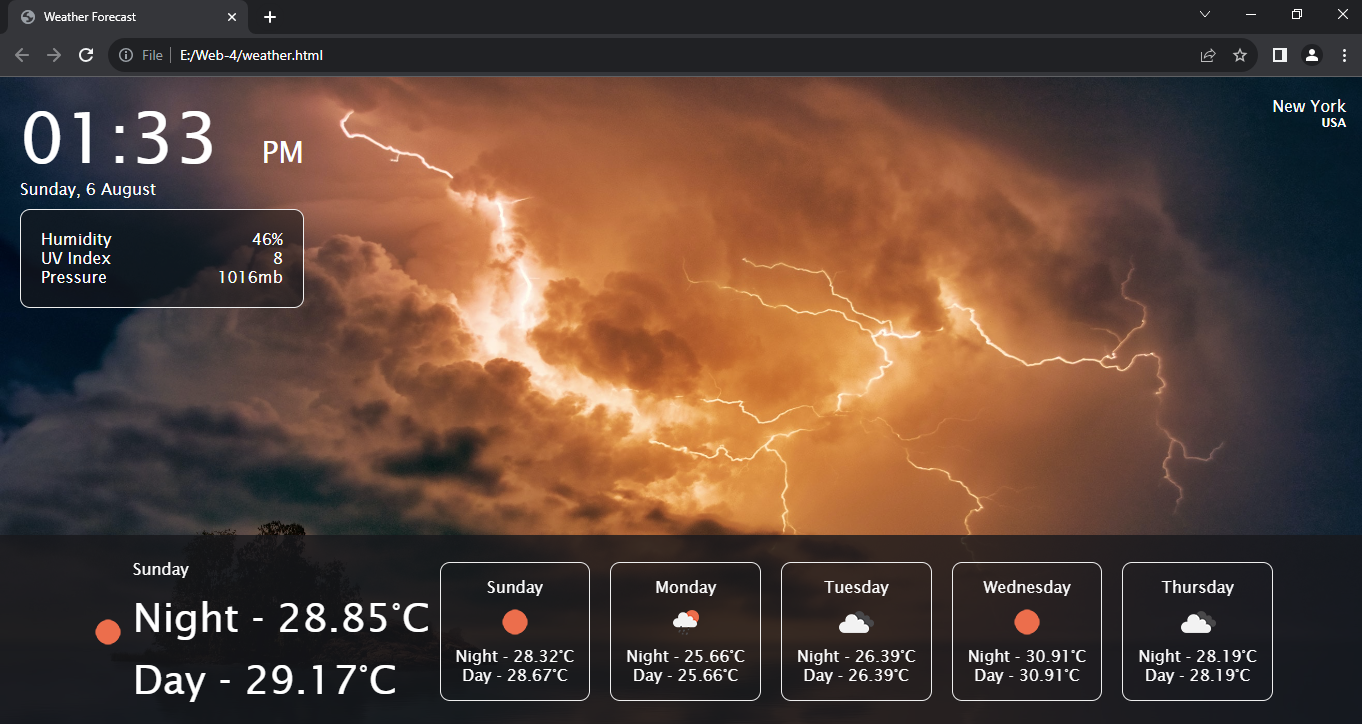 Weather Forecast
File
E:/Web-4/weather.html
01:33 PM
Sunday, 6 August
Humidity 46%
UV Index 8
Pressure 1016mb
New York
USA
Sunday
Night - 28.85°C
Day - 29.17°C
Sunday
Night - 28.32°C
Day - 28.67°C
Monday
Night - 25.66°C
Day - 25.66°C
Tuesday
Night - 26.39°C
Day - 26.39°C
Wednesday
Night - 30.91°C
Day - 30.91°C
Thursday
Night - 28.19°C
Day - 28.19°C